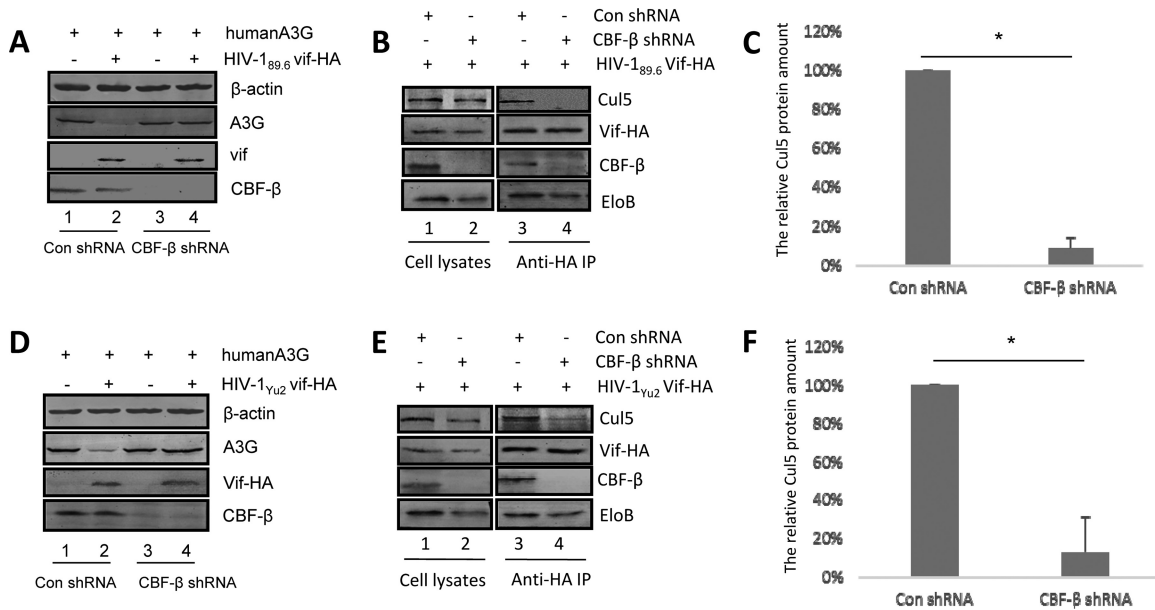 A
+ + + + humanA3G
- + - + HIV-189.6 vif-HA
β-actin
A3G
vif
CBF-β
1 2 3 4
Con shRNA CBF-β shRNA
B
+ - + - Con shRNA
- + - + CBF-β shRNA
+ + + + HIV-189.6 Vif-HA
Cul5
Vif-HA
CBF-β
EloB
1 2 3 4
Cell lysates Anti-HA IP
C
The relative Cul5 protein amount
120%
100%
80%
60%
40%
20%
0%
*
Con shRNA CBF-β shRNA
D
+ + + + humanA3G
- + - + HIV-1Yu2 vif-HA
β-actin
A3G
Vif-HA
CBF-β
1 2 3 4
Con shRNA CBF-β shRNA
E
+ - + - Con shRNA
- + - + CBF-β shRNA
+ + + + HIV-1Yu2 Vif-HA
Cul5
Vif-HA
CBF-β
EloB
1 2 3 4
Cell lysates Anti-HA IP
F
The relative Cul5 protein amount
120%
100%
80%
60%
40%
20%
0%
*
Con shRNA CBF-β shRNA